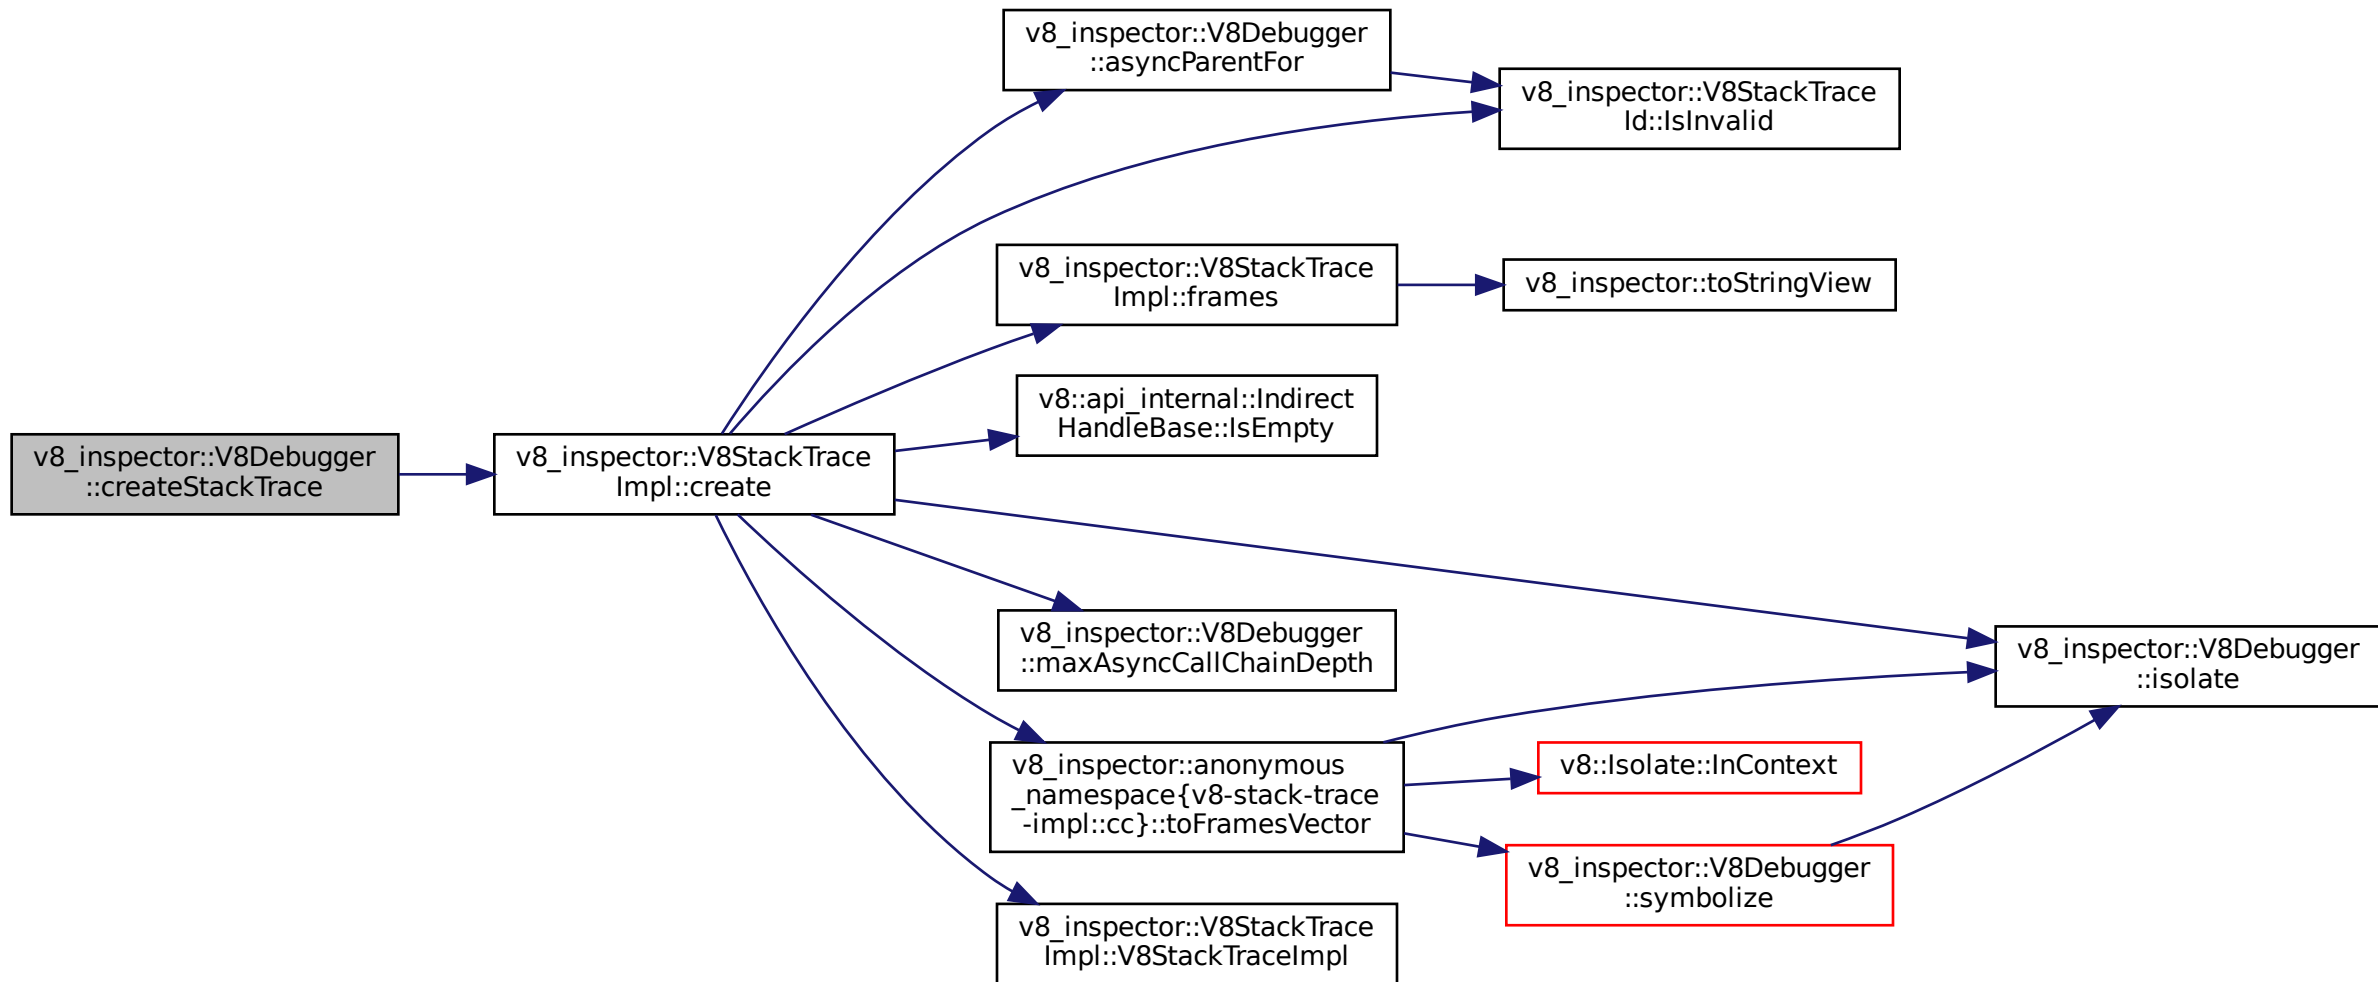 v8_inspector::V8Debugger
::createStackTrace
v8_inspector::V8StackTrace
Impl::create
v8_inspector::V8Debugger
::asyncParentFor
v8_inspector::V8StackTrace
Id::IsInvalid
v8_inspector::V8StackTrace
Impl::frames
v8_inspector::toStringView
v8::api_internal::Indirect
HandleBase::IsEmpty
v8_inspector::V8Debugger
::maxAsyncCallChainDepth
v8_inspector::V8Debugger
::isolate
v8_inspector::anonymous
_namespace{v8-stack-trace
-impl::cc}::toFramesVector
v8::Isolate::InContext
v8_inspector::V8Debugger
::symbolize
v8_inspector::V8StackTrace
Impl::V8StackTraceImpl